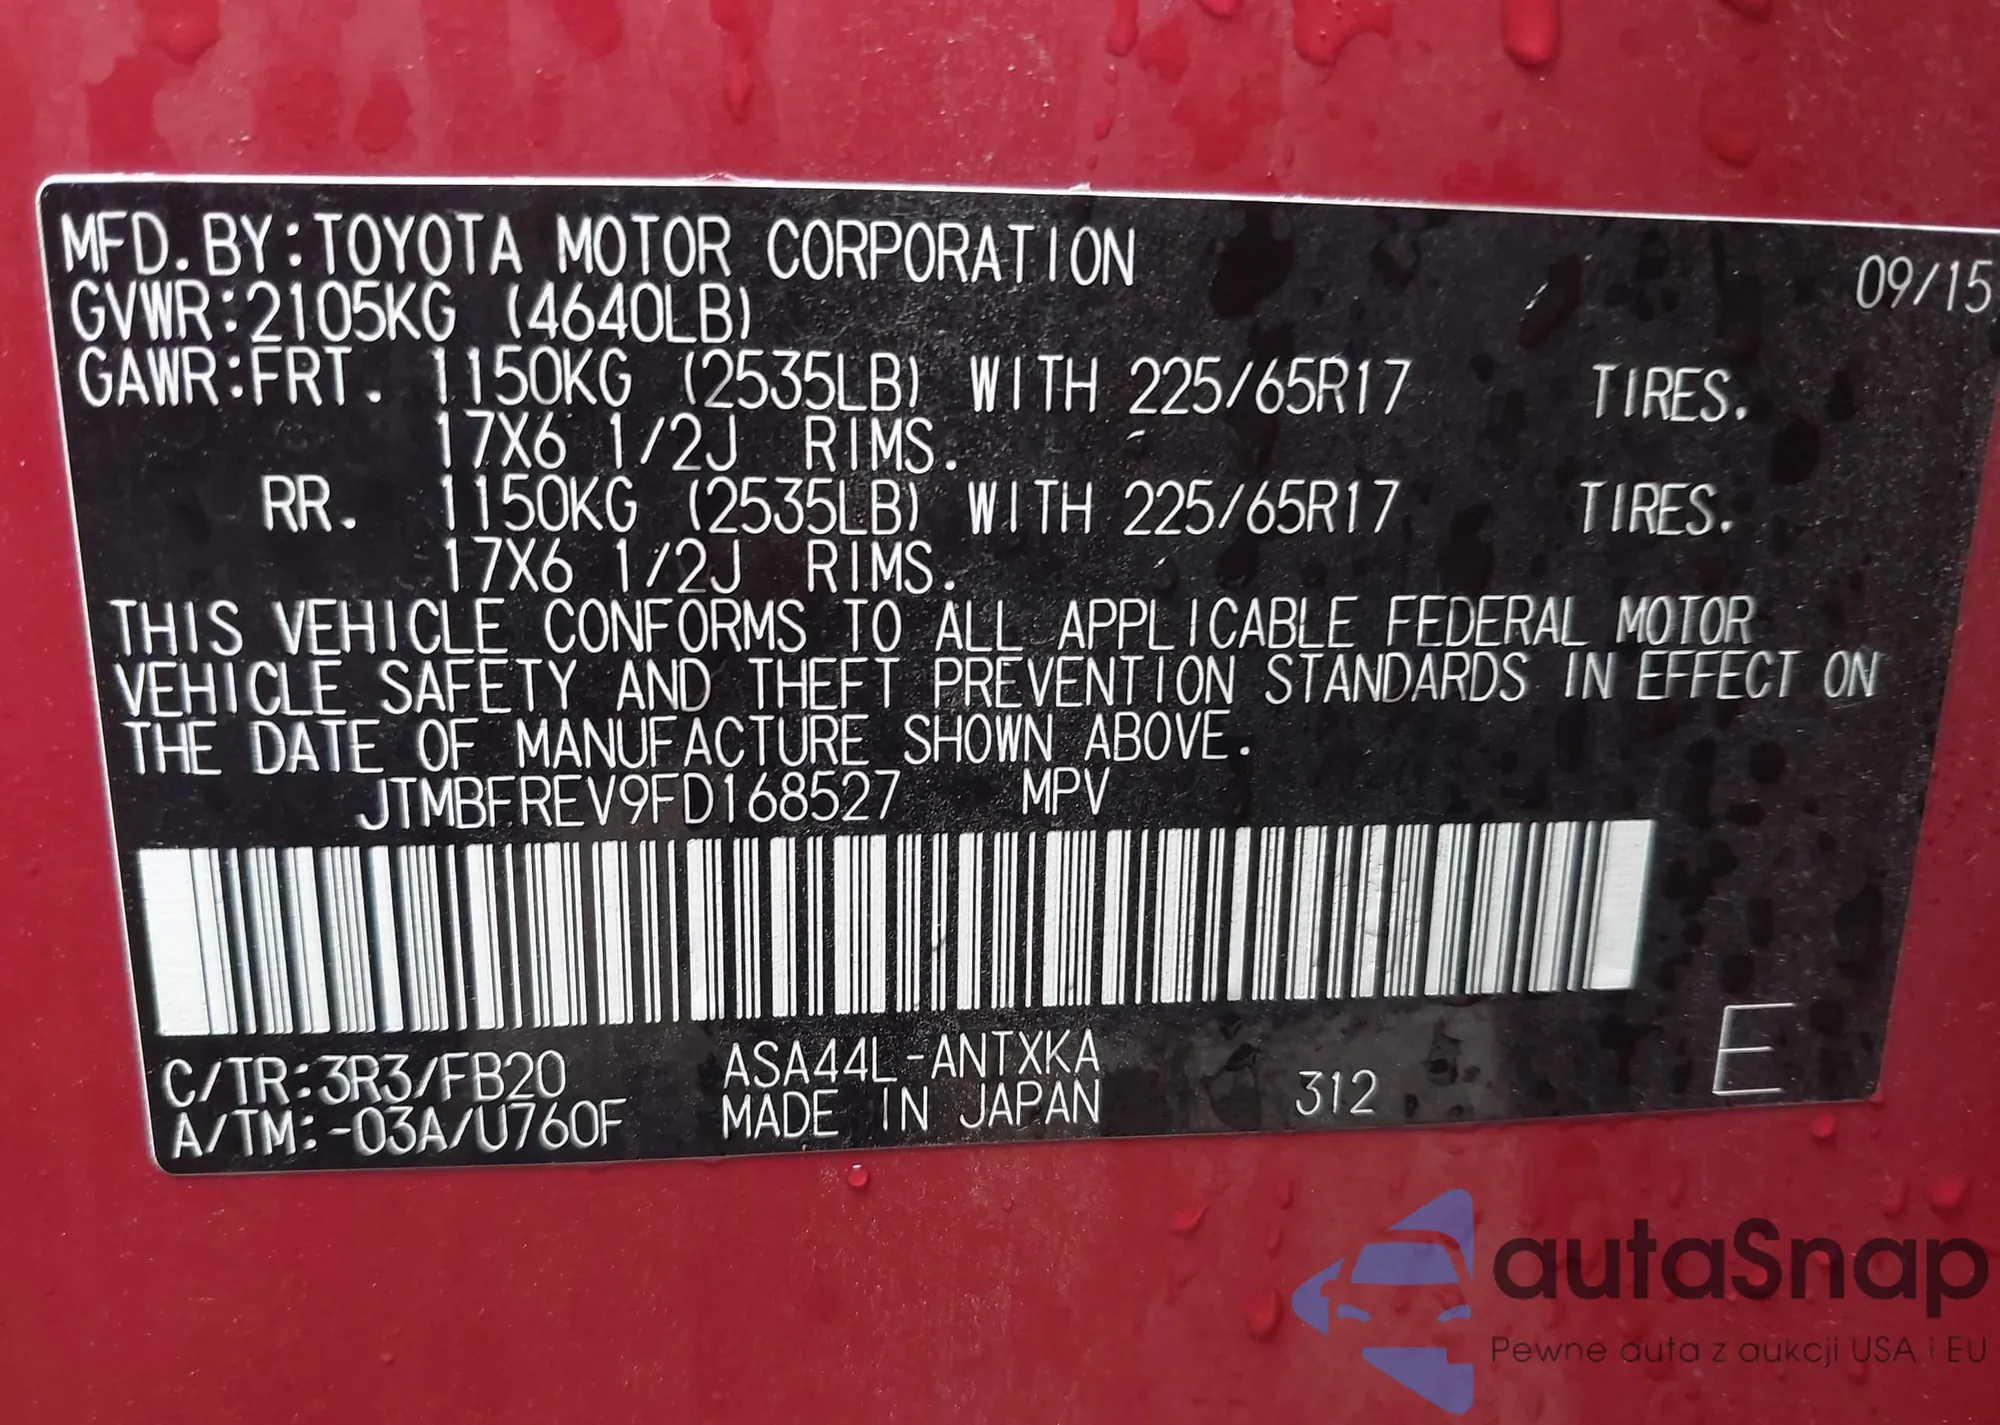 MFD.BY:TOYOTA MOTOR CORPORATION 09/15
GVWR:2105KG (4640LB)
GAWR:FRT. 1150KG (2535LB) WITH 225/65R17 TIRES.
17X6 1/2J RIMS.
RR. 1150KG (2535LB) WITH 225/65R17 TIRES.
17X6 1/2J RIMS.
THIS VEHICLE CONFORMS TO ALL APPLICABLE FEDERAL MOTOR
VEHICLE SAFETY AND THEFT PREVENTION STANDARDS IN EFFECT ON
THE DATE OF MANUFACTURE SHOWN ABOVE.
JTMBFREV9FD168527 MPV
C/TR:3R3/FB20 ASA44L-ANTXKA
A/TM:-03A/U760F MADE IN JAPAN 312 E
autoSnap
Pewne auta z aukcji USA i EU